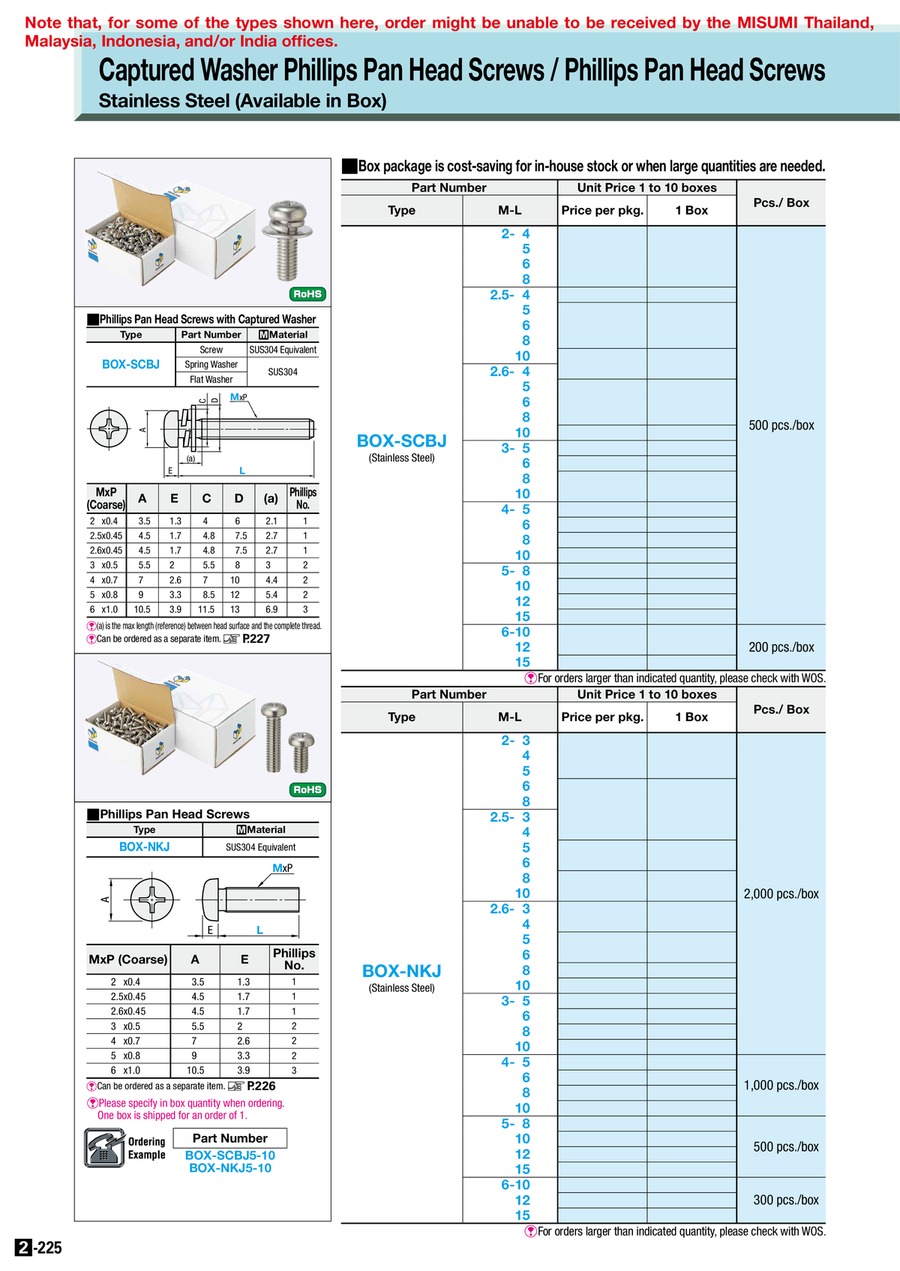 Note that, for some of the types shown here, order might be unable to be received by the MISUMI Thailand,
Malaysia, Indonesia, and/or India offices.
Captured Washer Phillips Pan Head Screws / Phillips Pan Head Screws
Stainless Steel (Available in Box)
RoHS
■Phillips Pan Head Screws with Captured Washer
Type Part Number M Material
BOX-SCBJ
Screw SUS304 Equivalent
Spring Washer
Flat Washer
SUS304
MxP
A
C
D
(a)
E
L
MxP (Coarse) A E C D (a) Phillips No.
2 x0.4 3.5 1.3 4 6 2.1 1
2.5x0.45 4.5 1.7 4.8 7.5 2.7 1
2.6x0.45 4.5 1.7 4.8 7.5 2.7 1
3 x0.5 5.5 2 5.5 8 3 2
4 x0.7 7 2.6 7 10 4.4 2
5 x0.8 9 3.3 8.5 12 5.4 2
6 x1.0 10.5 3.9 11.5 13 6.9 3
(a) is the max length (reference) between head surface and the complete thread.
Can be ordered as a separate item. P.227
RoHS
■Phillips Pan Head Screws
Type M Material
BOX-NKJ SUS304 Equivalent
MxP
A
E
L
MxP (Coarse) A E Phillips No.
2 x0.4 3.5 1.3 1
2.5x0.45 4.5 1.7 1
2.6x0.45 4.5 1.7 1
3 x0.5 5.5 2 2
4 x0.7 7 2.6 2
5 x0.8 9 3.3 2
6 x1.0 10.5 3.9 3
Can be ordered as a separate item. P.226
Please specify in box quantity when ordering.
One box is shipped for an order of 1.
Ordering
Example
Part Number
BOX-SCBJ5-10
BOX-NKJ5-10
■Box package is cost-saving for in-house stock or when large quantities are needed.
Part Number Unit Price 1 to 10 boxes Pcs./ Box
Type M-L Price per pkg. 1 Box
BOX-SCBJ
(Stainless Steel)
2- 4
5
6
8
2.5- 4
5
6
8
10
2.6- 4
5
6
8
10
3- 5
6
8
10
4- 5
6
8
10
5- 8
10
12
15
500 pcs./box
6-10
12
15
200 pcs./box
For orders larger than indicated quantity, please check with WOS.
Part Number Unit Price 1 to 10 boxes Pcs./ Box
Type M-L Price per pkg. 1 Box
BOX-NKJ
(Stainless Steel)
2- 3
4
5
6
8
2.5- 3
4
5
6
8
10
2.6- 3
4
5
6
8
10
3- 5
6
8
10
2,000 pcs./box
4- 5
6
8
10
1,000 pcs./box
5- 8
10
12
15
500 pcs./box
6-10
12
15
300 pcs./box
For orders larger than indicated quantity, please check with WOS.
2 -225